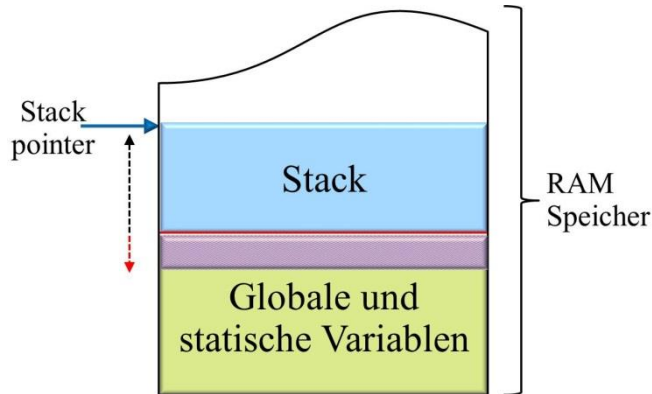 Stack
pointer
Stack
RAM
Speicher
Globale und
statische Variablen